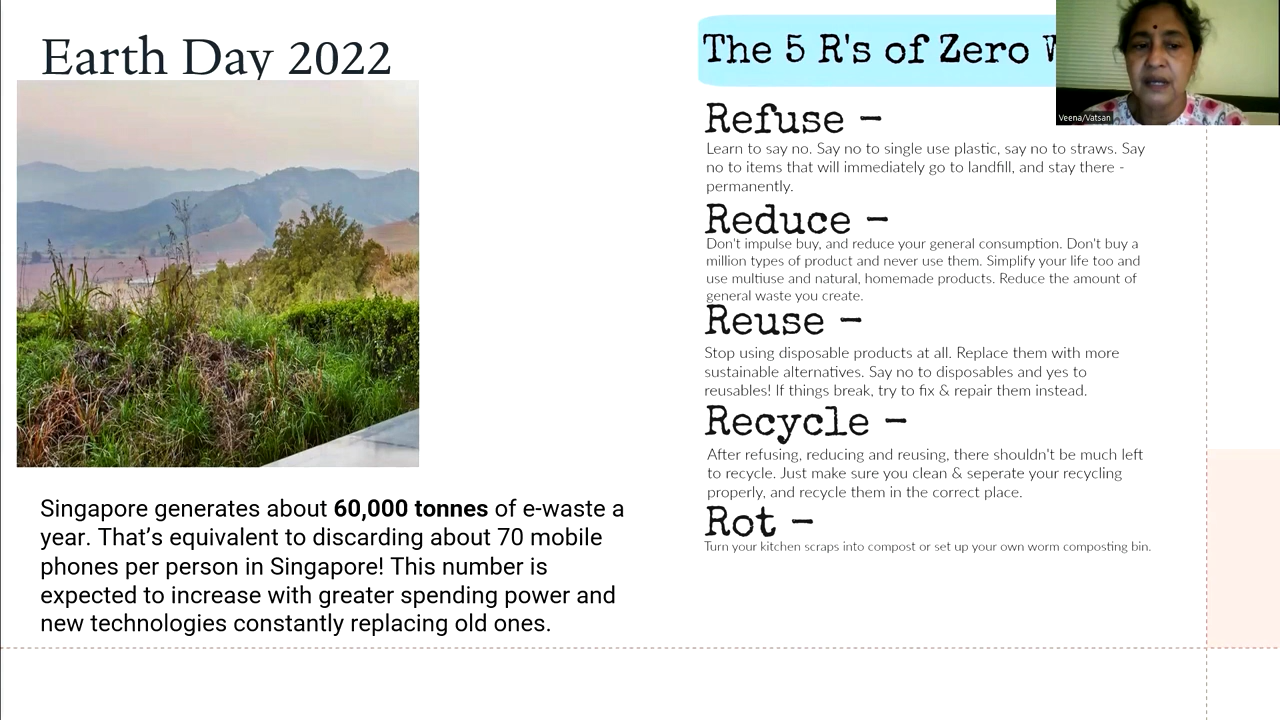 Earth Day 2022
Singapore generates about 60,000 tonnes of e-waste a
year. That’s equivalent to discarding about 70 mobile
phones per person in Singapore! This number is
expected to increase with greater spending power and
new technologies constantly replacing old ones.
The 5 R's of Zero
Refuse -
Learn to say no. Say no to single use plastic, say no to straws. Say
no to items that will immediately go to landfill, and stay there -
permanently.
Reduce -
Don't impulse buy, and reduce your general consumption. Don't buy a
million types of product and never use them. Simplify your life too and
use multiuse and natural, homemade products. Reduce the amount of
general waste you create.
Reuse -
Stop using disposable products at all. Replace them with more
sustainable alternatives. Say no to disposables and yes to
reusables! If things break, try to fix & repair them instead.
Recycle -
After refusing, reducing and reusing, there shouldn't be much left
to recycle. Just make sure you clean & seperate your recycling
properly, and recycle them in the correct place.
Rot -
Turn your kitchen scraps into compost or set up your own worm composting bin.
Veena/Vatsan